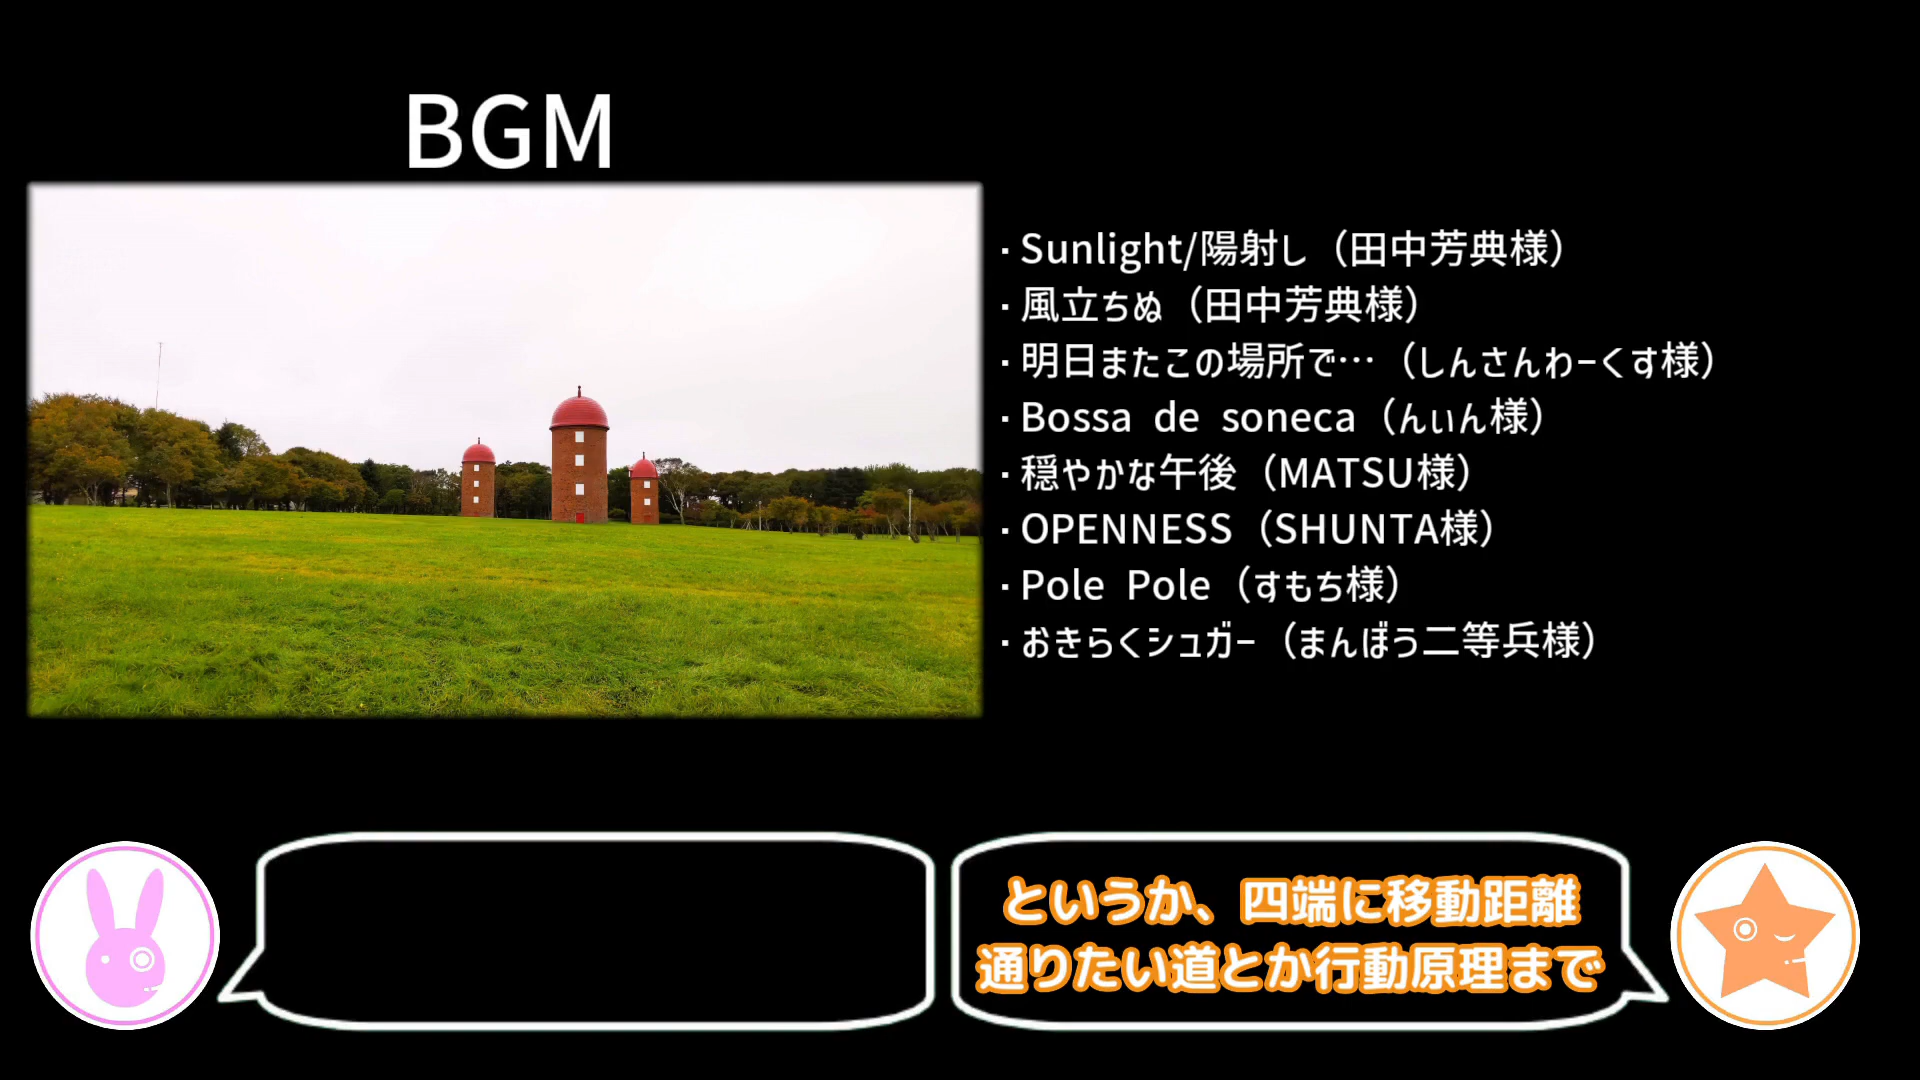 BGM
・Sunlight/陽射し（田中芳典様）
・風立ちぬ（田中芳典様）
・明日またこの場所で…（しんさんわーくす様）
・Bossa de soneca（んぃん様）
・穏やかな午後（MATSU様）
・OPENNESS（SHUNTA様）
・Pole Pole（すもち様）
・おきらくシュガー（まんぼう二等兵様）
というか、四端に移動距離
通りたい道とか行動原理まで